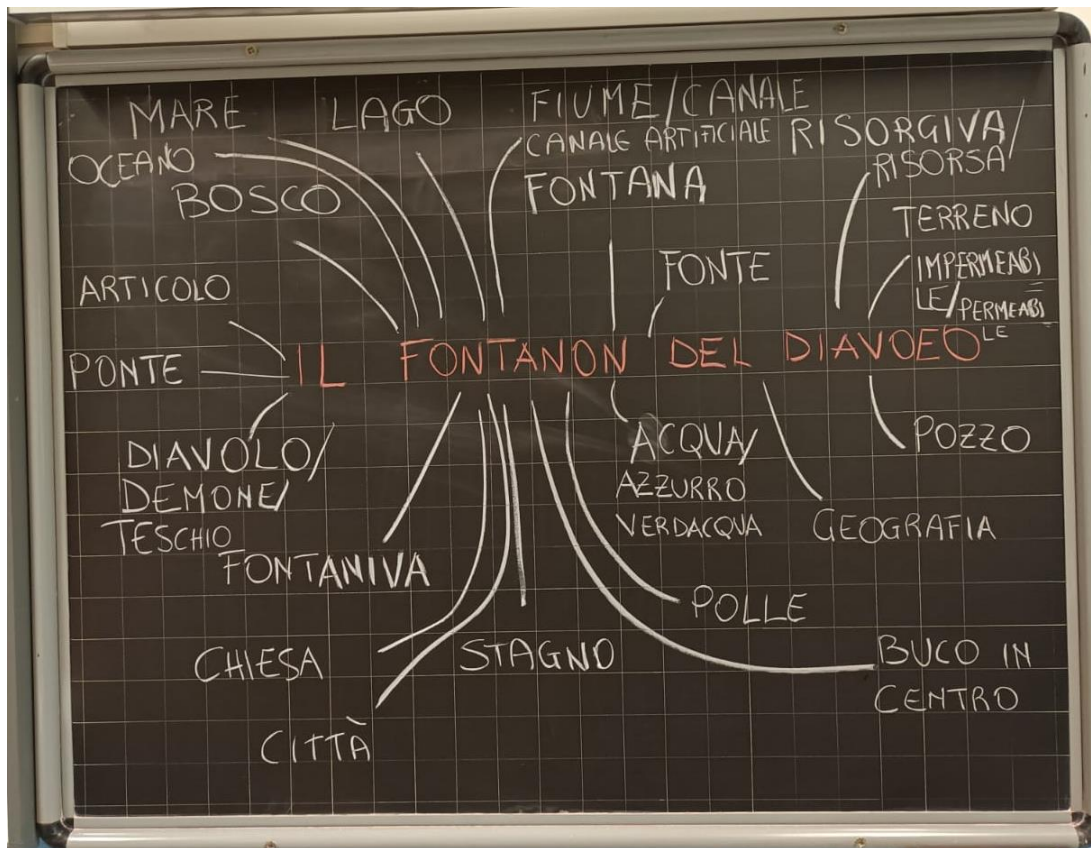 MARE LAGO FIUME/CANALE
OCEANO CANALE ARTIFICIALE RISORGIVA/
BOSCO FONTANA RISORSA
TERRENO
ARTICOLO FONTE IMPERMEABI
LE/PERMEABI
LE
PONTE IL FONTANON DEL DIAVOEO
DIAVOLO/ ACQUA/ POZZO
DEMONE/ AZZURRO
TESCHIO VERDACQUA GEOGRAFIA
FONTANIVA
POLLE
CHIESA STAGNO BUCO IN
CENTRO
CITTÀ